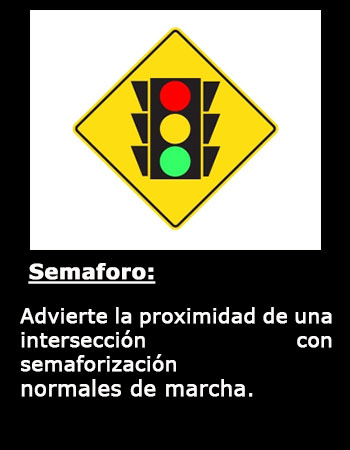 Semaforo:
Advierte la proximidad de una
intersección con
semaforización
normales de marcha.